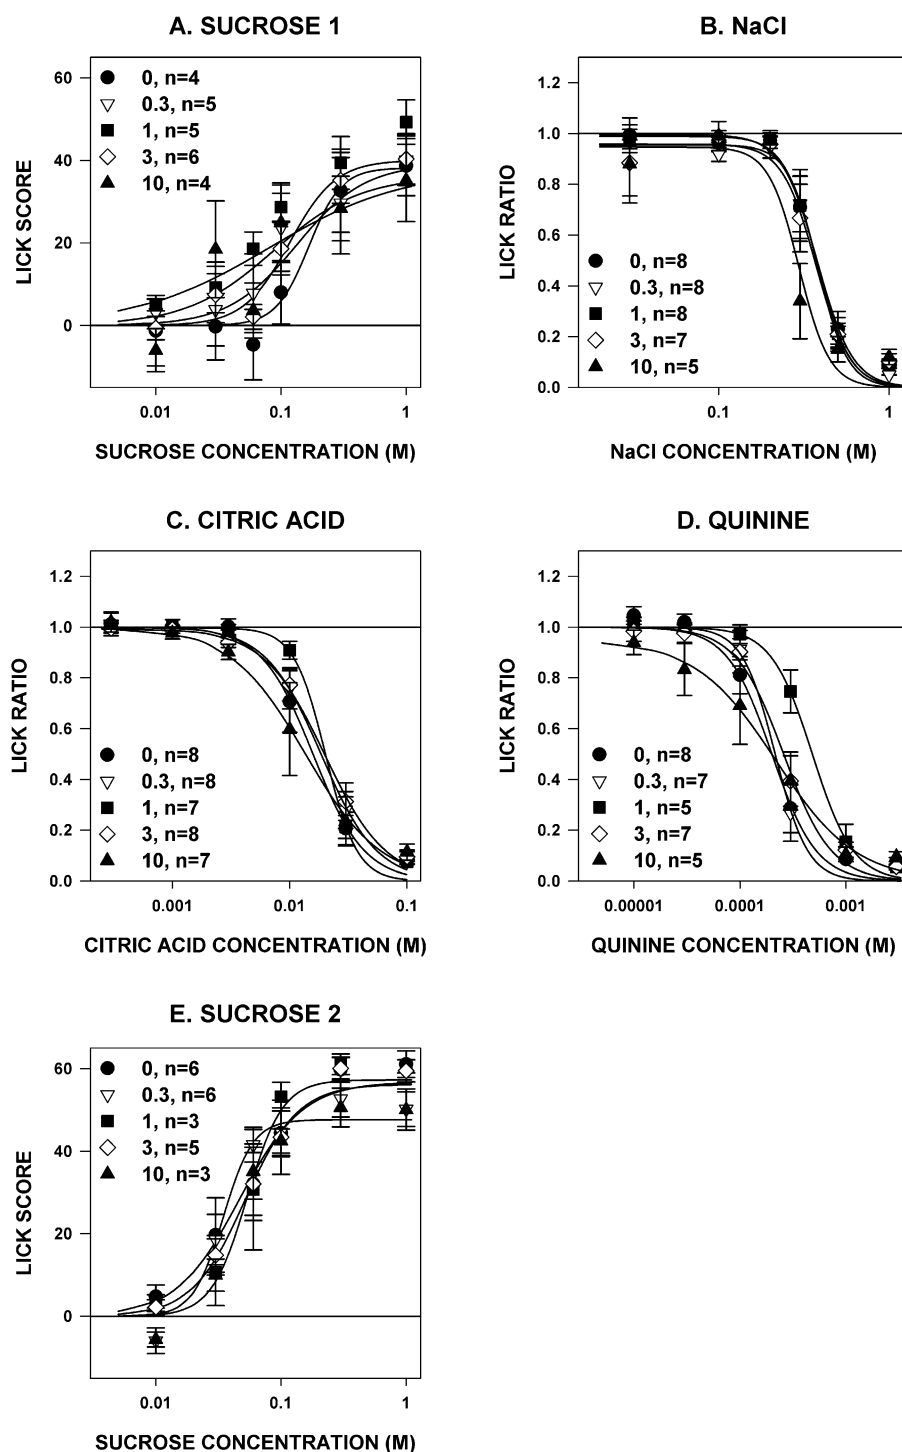 A. SUCROSE 1
60
40
20
0
LICK SCORE
0, n=4
0.3, n=5
1, n=5
3, n=6
10, n=4
0.01
0.1
1
SUCROSE CONCENTRATION (M)
B. NaCl
1.2
1.0
0.8
0.6
0.4
0.2
0.0
LICK RATIO
0, n=8
0.3, n=8
1, n=8
3, n=7
10, n=5
0.1
1
NaCl CONCENTRATION (M)
C. CITRIC ACID
1.2
1.0
0.8
0.6
0.4
0.2
0.0
LICK RATIO
0, n=8
0.3, n=8
1, n=7
3, n=8
10, n=7
0.001
0.01
0.1
CITRIC ACID CONCENTRATION (M)
D. QUININE
1.2
1.0
0.8
0.6
0.4
0.2
0.0
LICK RATIO
0, n=8
0.3, n=7
1, n=5
3, n=7
10, n=5
0.00001
0.0001
0.001
QUININE CONCENTRATION (M)
E. SUCROSE 2
60
40
20
0
LICK SCORE
0, n=6
0.3, n=6
1, n=3
3, n=5
10, n=3
0.01
0.1
1
SUCROSE CONCENTRATION (M)